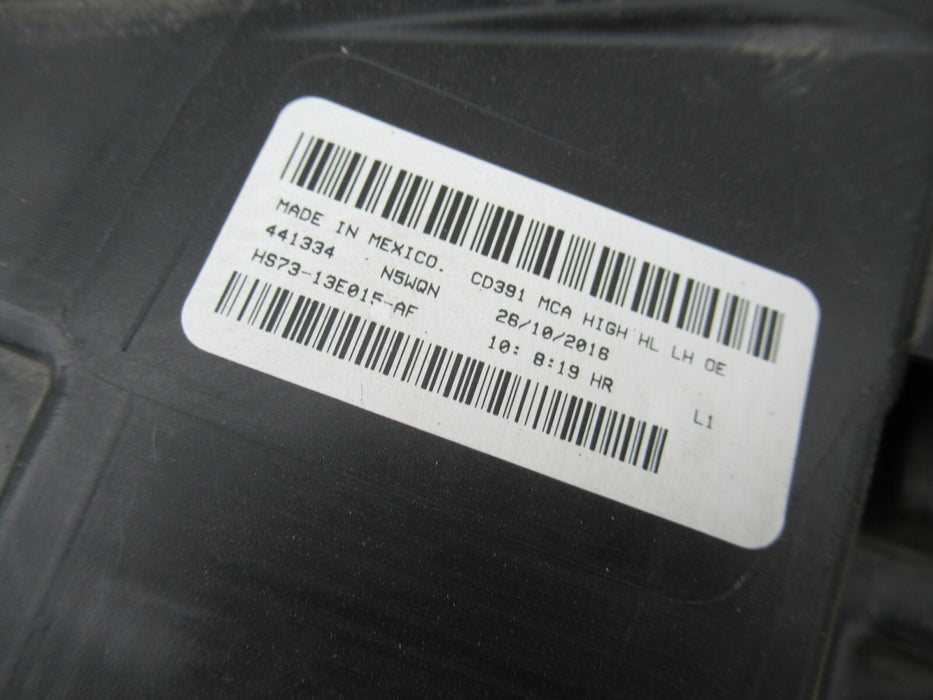 MADE IN MEXICO. CD391 MCA HIGH HL LH OE
441334 N5WQN 26/10/2016
HS73-13E015-AF 10: 8:19 HR L1